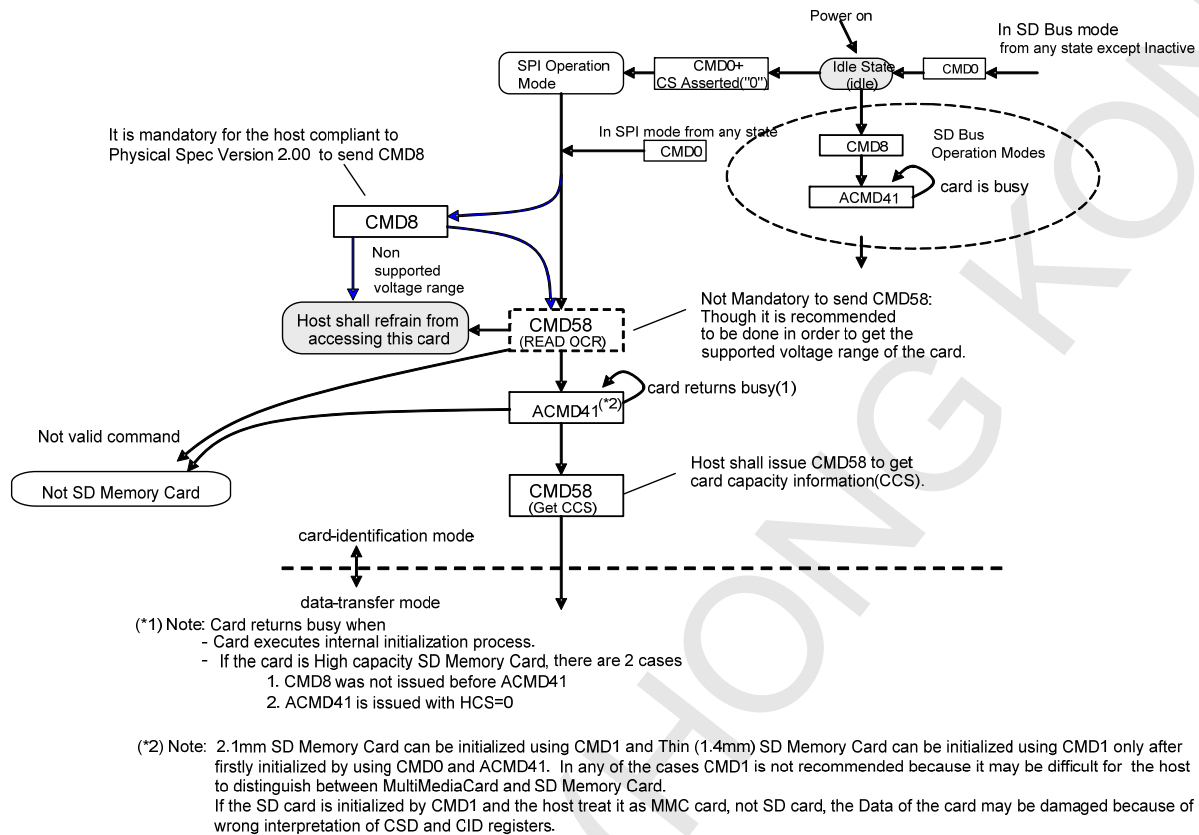 Power on
In SD Bus mode
from any state except Inactive
SPI Operation
Mode
CMD0+
CS Asserted("0")
Idle State
(idle)
CMD0
It is mandatory for the host compliant to
Physical Spec Version 2.00 to send CMD8
In SPI mode from any state
CMD0
CMD8
SD Bus
Operation Modes
ACMD41
card is busy
CMD8
Non
supported
voltage range
Host shall refrain from
accessing this card
CMD58
(READ OCR)
Not Mandatory to send CMD58:
Though it is recommended
to be done in order to get the
supported voltage range of the card.
card returns busy(1)
ACMD41(*2)
Not valid command
Not SD Memory Card
CMD58
(Get CCS)
Host shall issue CMD58 to get
card capacity information(CCS).
card-identification mode
data-transfer mode
(*1) Note: Card returns busy when
- Card executes internal initialization process.
- If the card is High capacity SD Memory Card, there are 2 cases
1. CMD8 was not issued before ACMD41
2. ACMD41 is issued with HCS=0
(*2) Note: 2.1mm SD Memory Card can be initialized using CMD1 and Thin (1.4mm) SD Memory Card can be initialized using CMD1 only after
firstly initialized by using CMD0 and ACMD41. In any of the cases CMD1 is not recommended because it may be difficult for the host
to distinguish between MultiMediaCard and SD Memory Card.
If the SD card is initialized by CMD1 and the host treat it as MMC card, not SD card, the Data of the card may be damaged because of
wrong interpretation of CSD and CID registers.